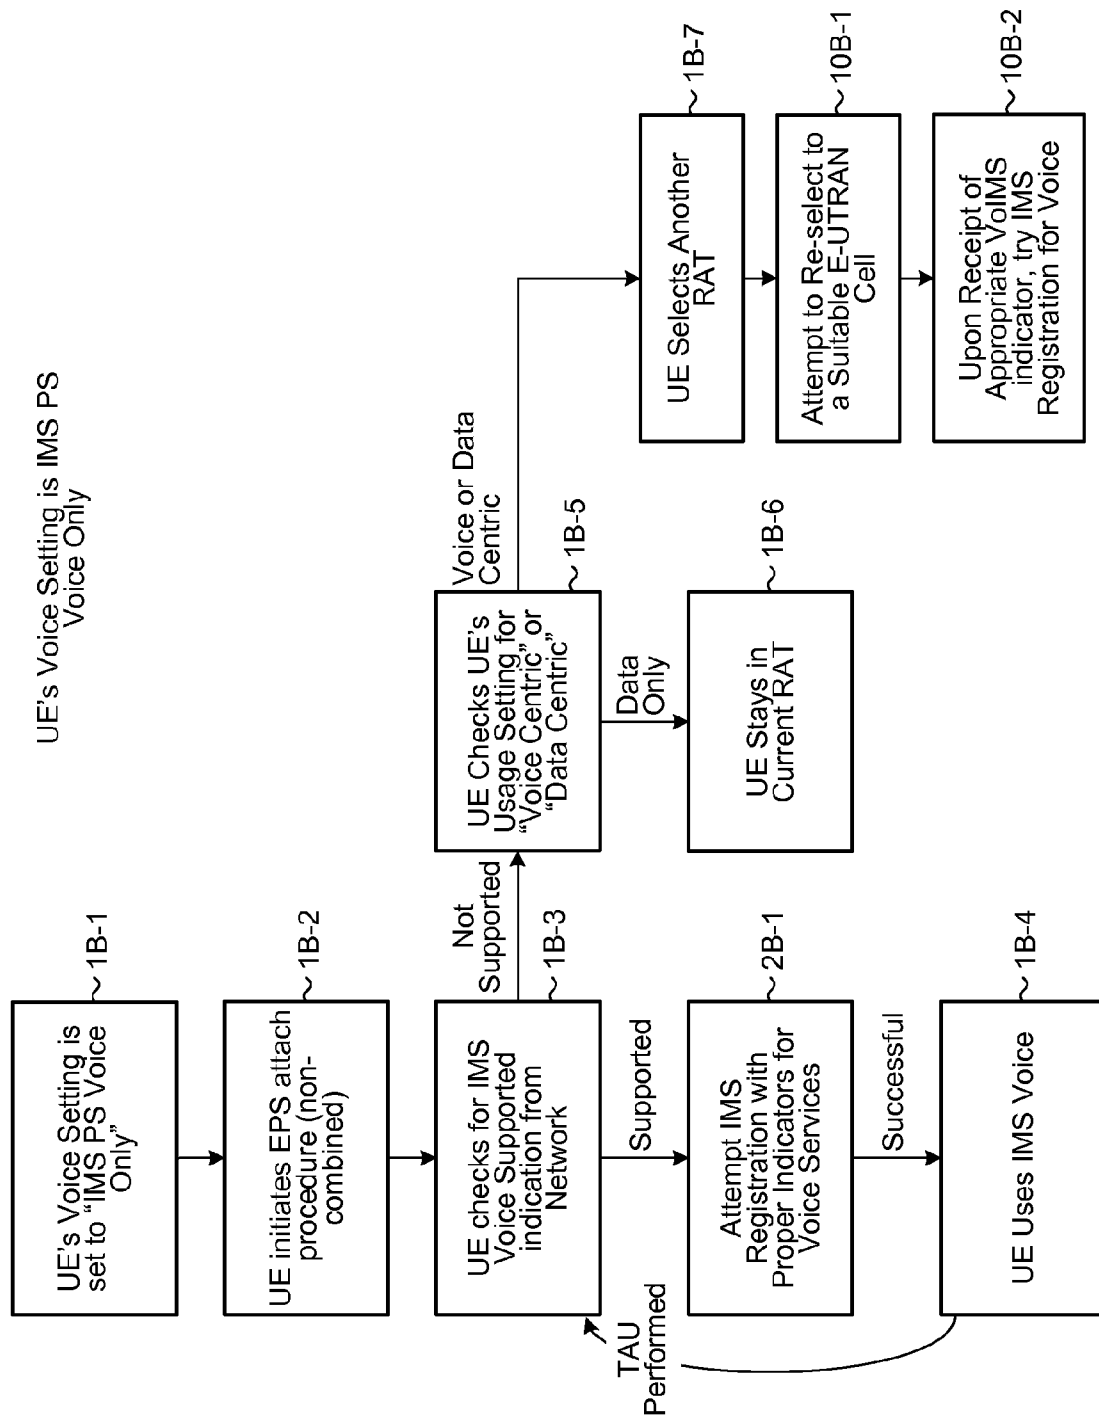 UE's Voice Setting is IMS PS
Voice Only
UE's Voice Setting is
set to “IMS PS Voice
Only”
1B-1
UE initiates EPS attach
procedure (non-
combined)
1B-2
UE checks for IMS
Voice Supported
indication from
Network
1B-3
Not
Supported
Supported
TAU
Performed
Attempt IMS
Registration with
Proper Indicators for
Voice Services
2B-1
Successful
UE Uses IMS Voice
1B-4
UE Checks UE's
Usage Setting for
“Voice Centric” or
“Data Centric”
1B-5
Voice or Data
Centric
Data
Only
UE Stays in
Current RAT
1B-6
UE Selects Another
RAT
1B-7
Attempt to Re-select to
a Suitable E-UTRAN
Cell
10B-1
Upon Receipt of
Appropriate VoIMS
indicator, try IMS
Registration for Voice
10B-2